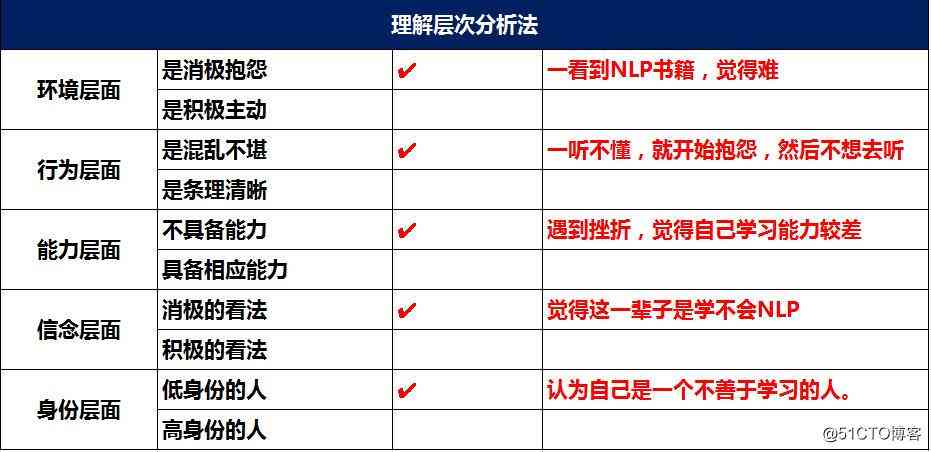 理解层次分析法
环境层面
是消极抱怨 ✔ 一看到NLP书籍，觉得难
是积极主动
行为层面
是混乱不堪 ✔ 一听不懂，就开始抱怨，然后不想去听
是条理清晰
能力层面
不具备能力 ✔ 遇到挫折，觉得自己学习能力较差
具备相应能力
信念层面
消极的看法 ✔ 觉得这一辈子是学不会NLP
积极的看法
身份层面
低身份的人 ✔ 认为自己是一个不善于学习的人。
高身份的人
@51CTO博客